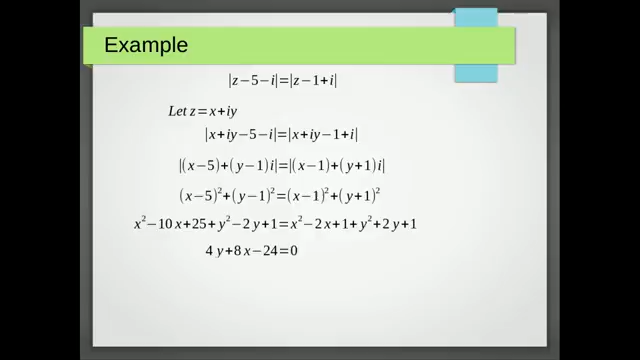 Example
|z−5−i|=|z−1+i|
Let z=x+iy
|x+iy−5−i|=|x+iy−1+i|
|(x−5)+(y−1)i|=|(x−1)+(y+1)i|
(x−5)²+(y−1)²=(x−1)²+(y+1)²
x²−10x+25+y²−2y+1=x²−2x+1+y²+2y+1
4y+8x−24=0